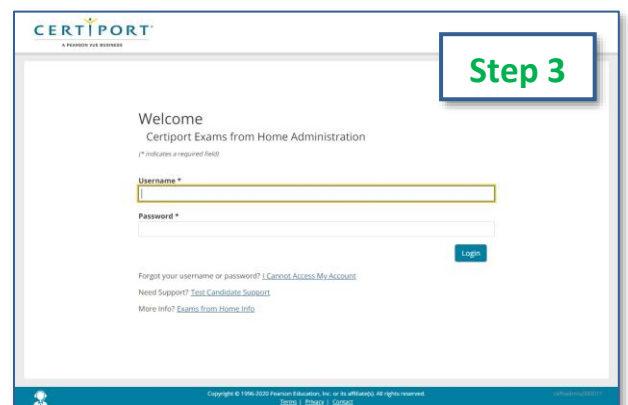 CERTIPORT
A PEARSON VUE BUSINESS
Step 3
Welcome
Certiport Exams from Home Administration
(* indicates a required field)
Username *
Password *
Login
Forgot your username or password? I Cannot Access My Account
Need Support? Test Candidate Support
More Info? Exams from Home Info
Copyright © 1996-2020 Pearson Education, Inc. or its affiliate(s). All rights reserved.
Terms | Privacy | Contact